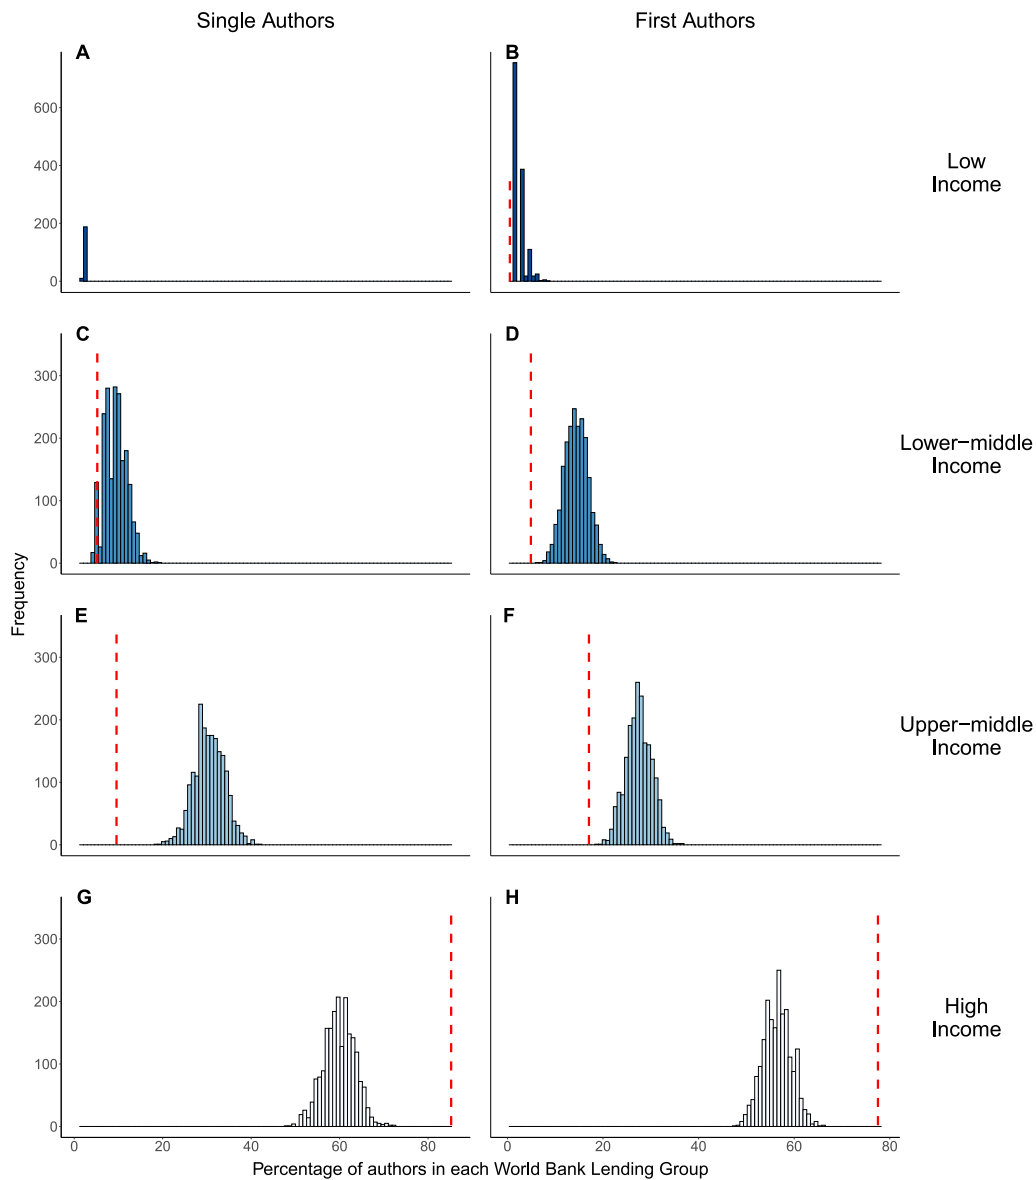 Single Authors
First Authors
A
B
600
400
200
0
Low
Income
C
D
300
200
100
0
Lower−middle
Income
E
F
300
200
100
0
Upper−middle
Income
G
H
300
200
100
0
High
Income
Frequency
0 20 40 60 80
0 20 40 60 80
Percentage of authors in each World Bank Lending Group